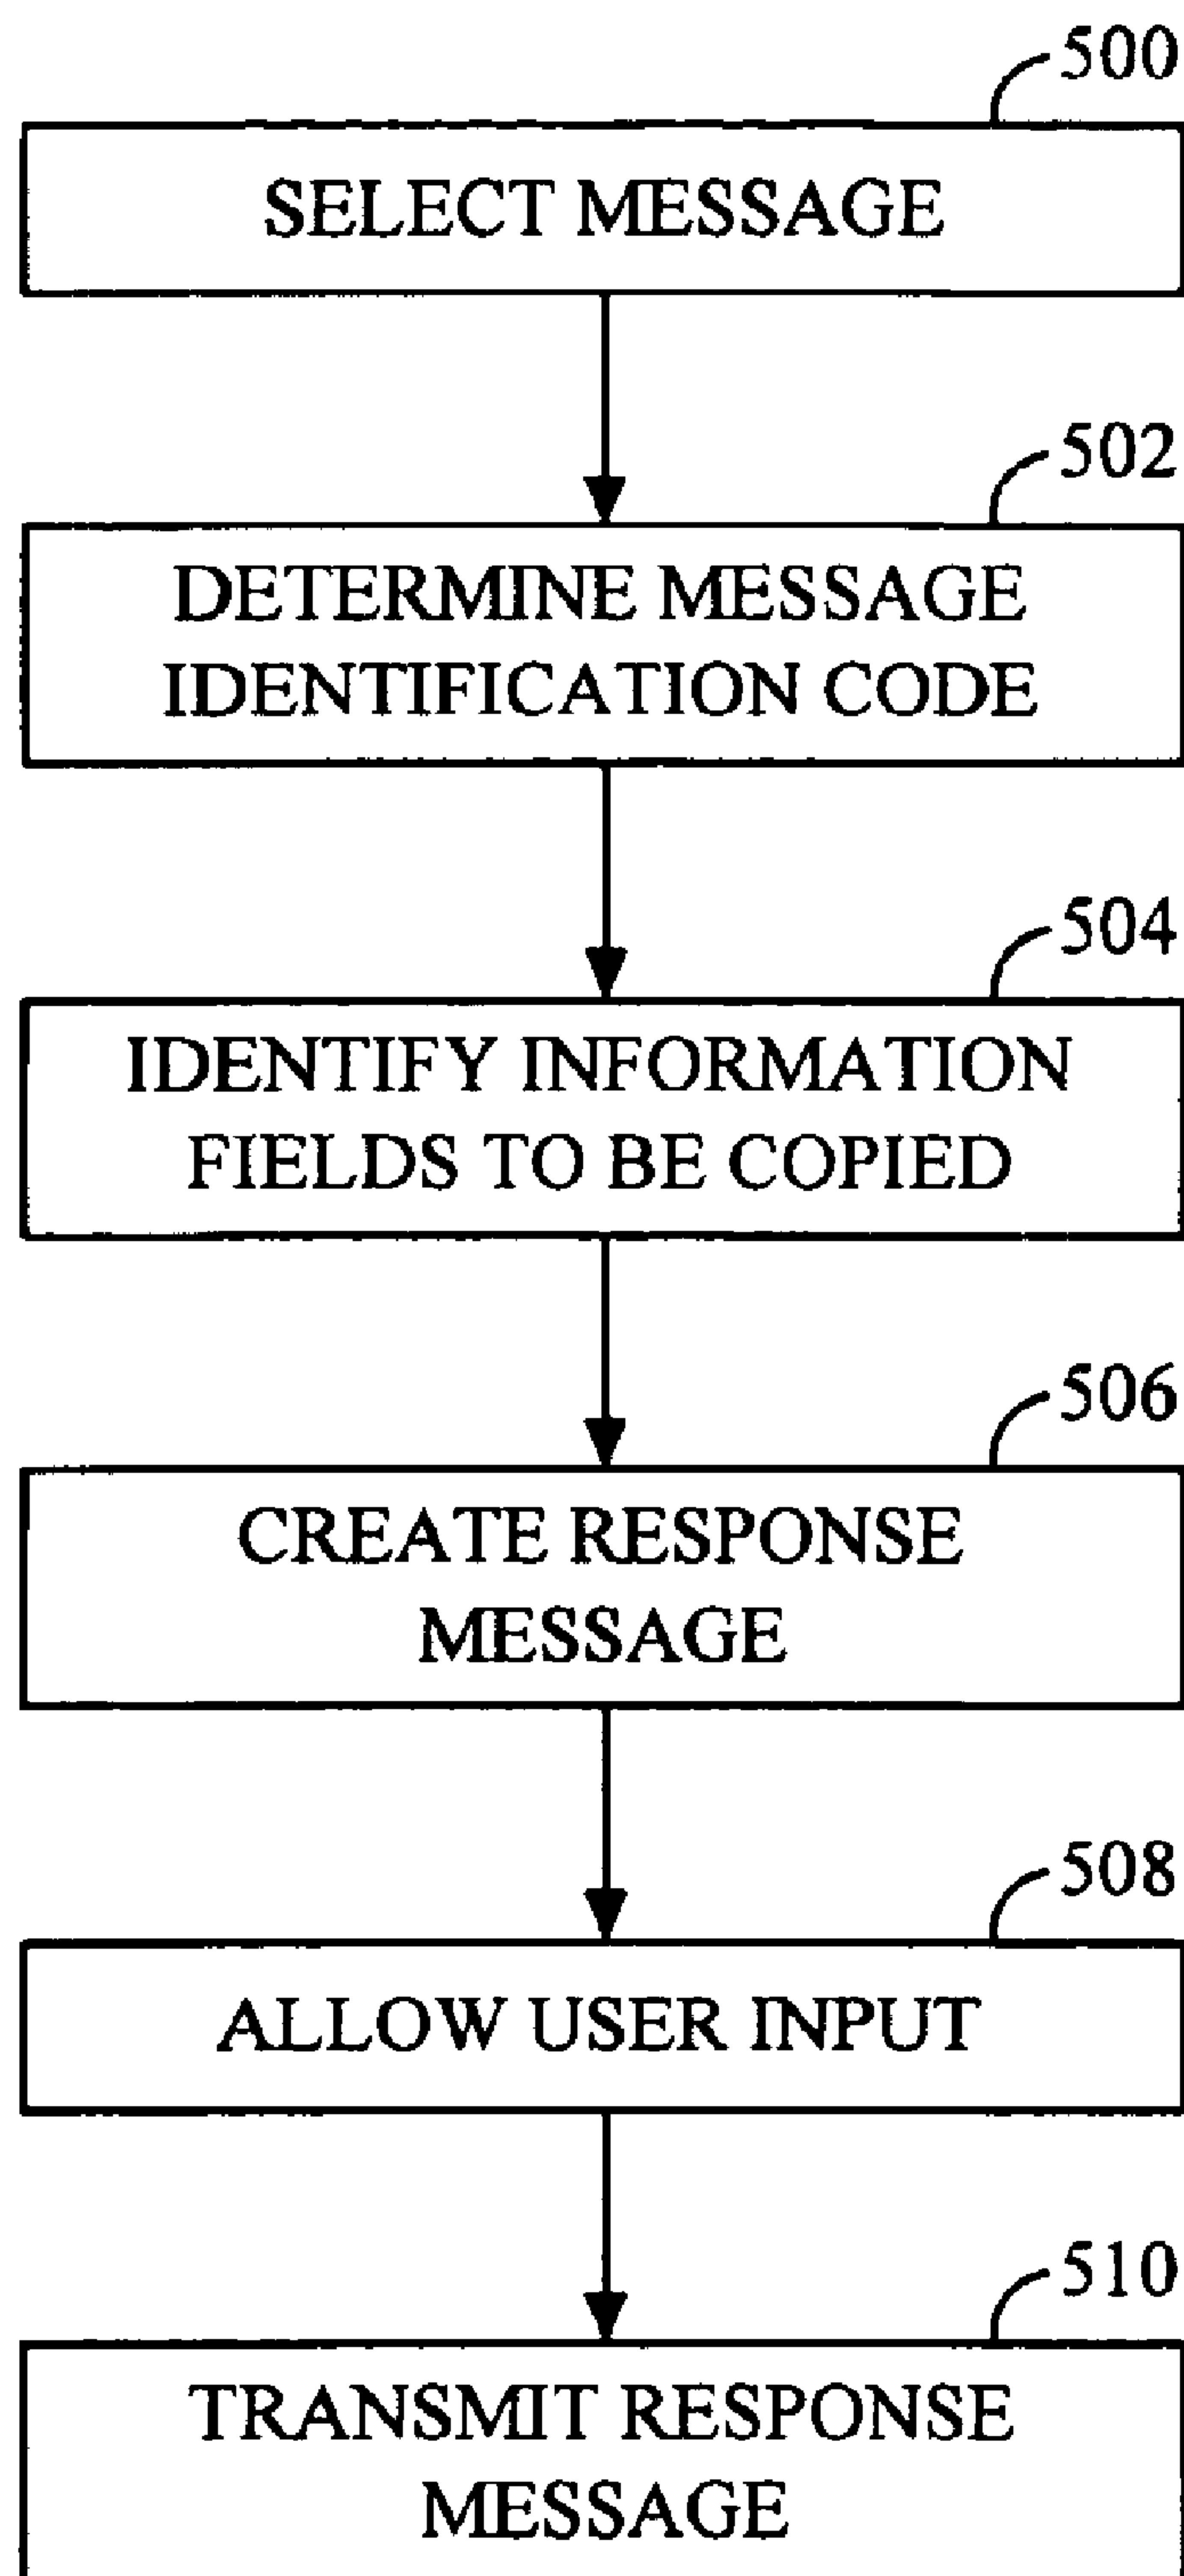 500
SELECT MESSAGE
502
DETERMINE MESSAGE
IDENTIFICATION CODE
504
IDENTIFY INFORMATION
FIELDS TO BE COPIED
506
CREATE RESPONSE
MESSAGE
508
ALLOW USER INPUT
510
TRANSMIT RESPONSE
MESSAGE